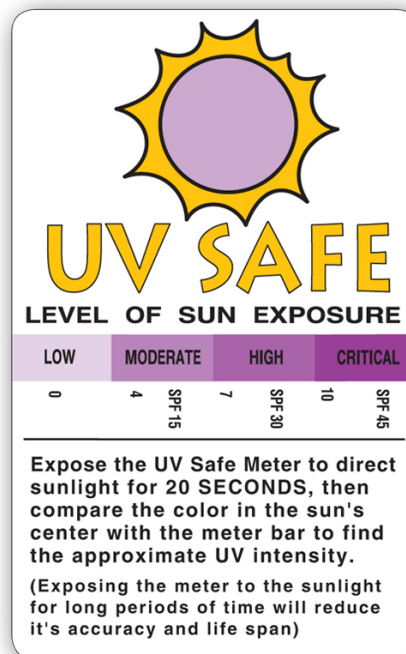 UV SAFE
LEVEL OF SUN EXPOSURE
LOW MODERATE HIGH CRITICAL
0 4 SPF 15 7 SPF 30 10 SPF 45
Expose the UV Safe Meter to direct
sunlight for 20 SECONDS, then
compare the color in the sun's
center with the meter bar to find
the approximate UV intensity.
(Exposing the meter to the sunlight
for long periods of time will reduce
it's accuracy and life span)